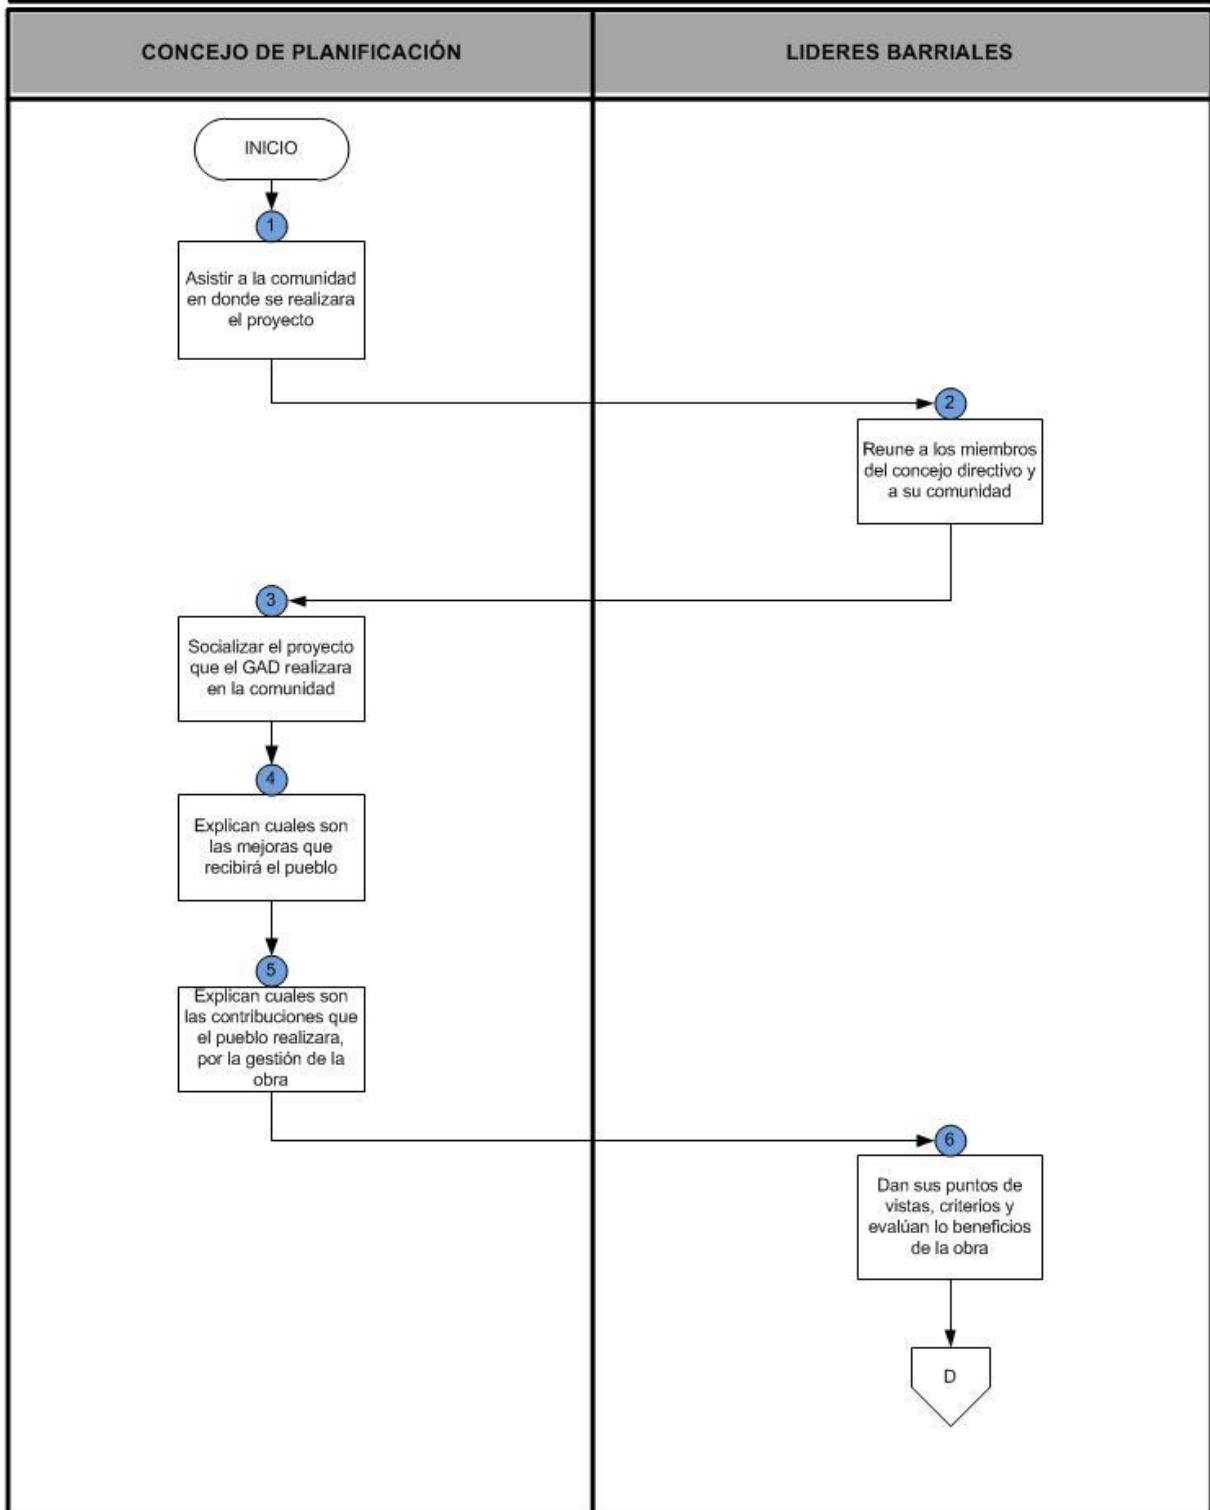 CONCEJO DE PLANIFICACIÓN
LIDERES BARRIALES
INICIO
1
Asistir a la comunidad
en donde se realizara
el proyecto
2
Reune a los miembros
del concejo directivo y
a su comunidad
3
Socializar el proyecto
que el GAD realizara
en la comunidad
4
Explican cuales son
las mejoras que
recibirá el pueblo
5
Explican cuales son
las contribuciones que
el pueblo realizara,
por la gestión de la
obra
6
Dan sus puntos de
vistas, criterios y
evalúan lo beneficios
de la obra
D